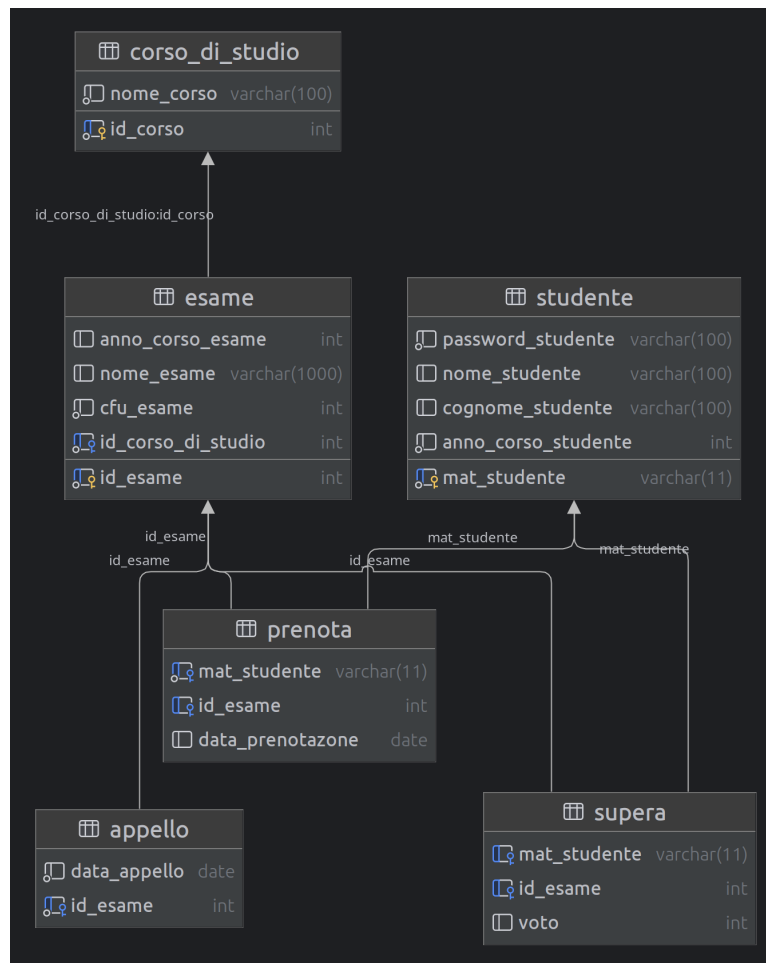 corso_di_studio
nome_corso varchar(100)
id_corso int
id_corso_di_studio:id_corso
esame
anno_corso_esame int
nome_esame varchar(1000)
cfu_esame int
id_corso_di_studio int
id_esame int
studente
password_studente varchar(100)
nome_studente varchar(100)
cognome_studente varchar(100)
anno_corso_studente int
mat_studente varchar(11)
id_esame
mat_studente
mat_studente
id_esame
id_esame
prenota
mat_studente varchar(11)
id_esame int
data_prenotazone date
appello
data_appello date
id_esame int
supera
mat_studente varchar(11)
id_esame int
voto int